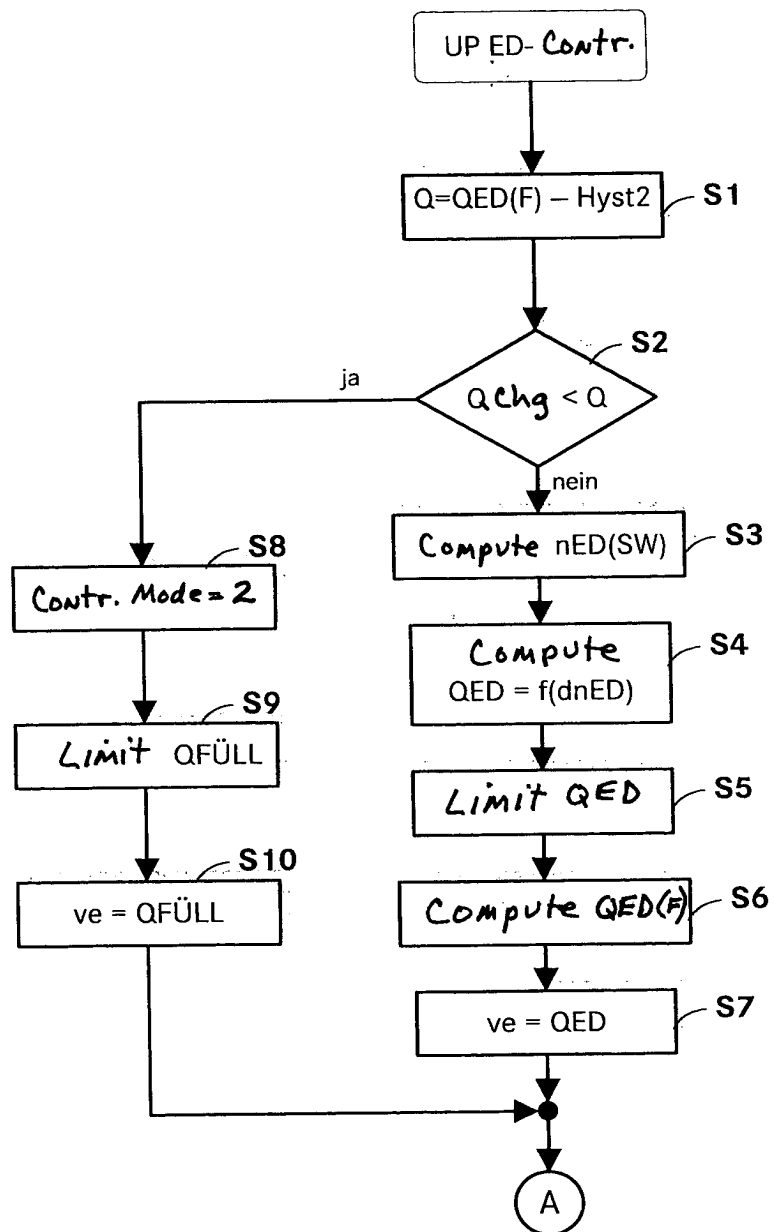 UP ED- Contr.
Q=QED(F) – Hyst2
S1
S2
ja
QChg < Q
nein
Compute nED(SW)
S3
S8
Contr. Mode = 2
Compute
QED = f(dnED)
S4
S9
Limit QFÜLL
Limit QED
S5
S10
ve = QFÜLL
Compute QED(F)
S6
ve = QED
S7
A